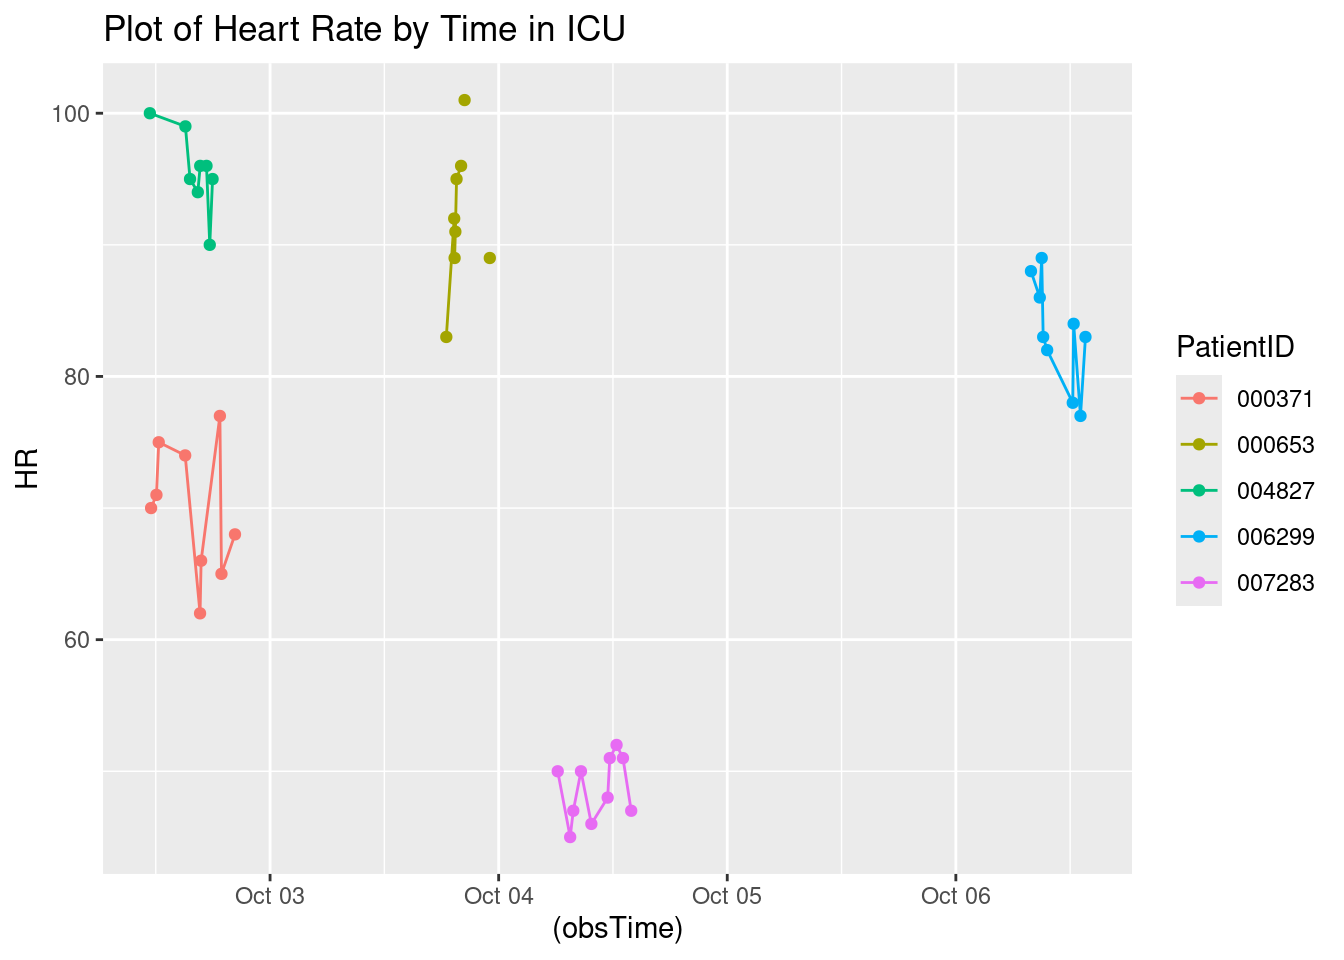 Plot of Heart Rate by Time in ICU
100
80
60
HR
Oct 03
Oct 04
Oct 05
Oct 06
(obsTime)
PatientID
000371
000653
004827
006299
007283